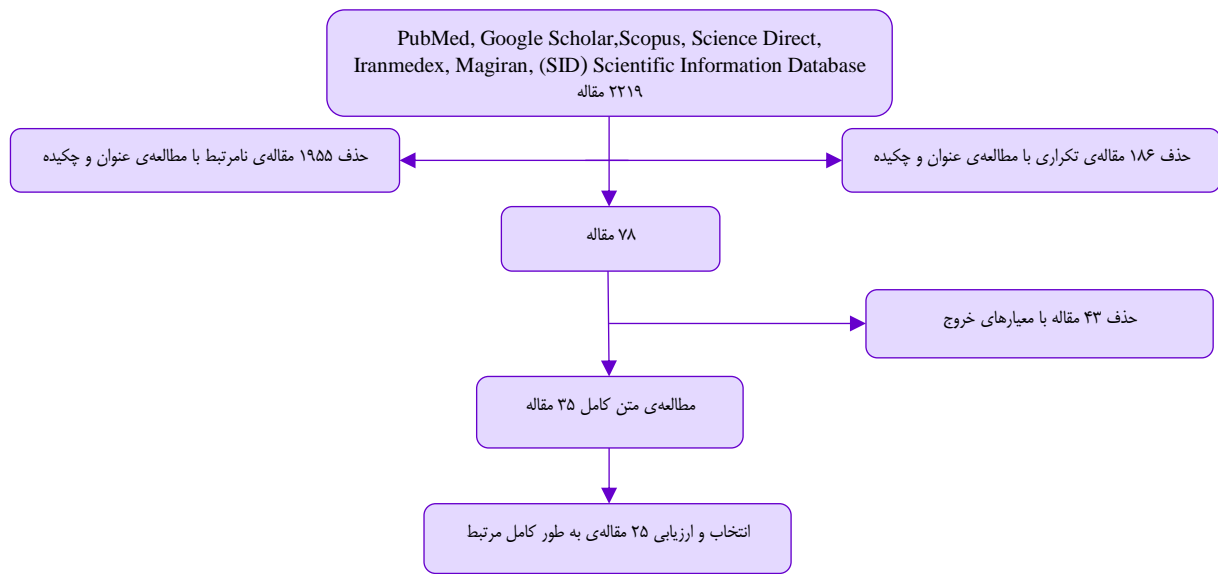 PubMed, Google Scholar,Scopus, Science Direct,
Iranmedex, Magiran, (SID) Scientific Information Database
۲۲۱۹ مقاله
حذف ۱۸۶ مقاله‌ی تکراری با مطالعه‌ی عنوان و چکیده
حذف ۱۹۵۵ مقاله‌ی نامرتبط با مطالعه‌ی عنوان و چکیده
۷۸ مقاله
حذف ۴۳ مقاله با معیارهای خروج
مطالعه‌ی متن کامل ۳۵ مقاله
انتخاب و ارزیابی ۲۵ مقاله‌ی به طور کامل مرتبط